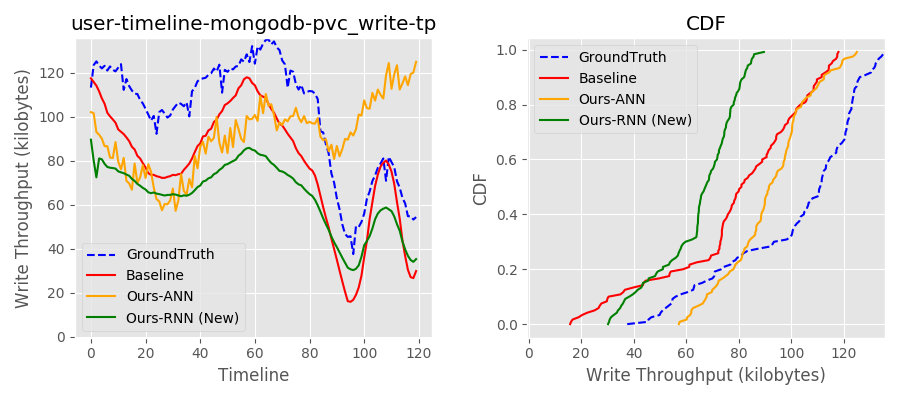 user-timeline-mongodb-pvc_write-tp
Write Throughput (kilobytes)
120
100
80
60
40
20
0
GroundTruth
Baseline
Ours-ANN
Ours-RNN (New)
0 20 40 60 80 100 120
Timeline
CDF
CDF
1.0
0.8
0.6
0.4
0.2
0.0
GroundTruth
Baseline
Ours-ANN
Ours-RNN (New)
0 20 40 60 80 100 120
Write Throughput (kilobytes)